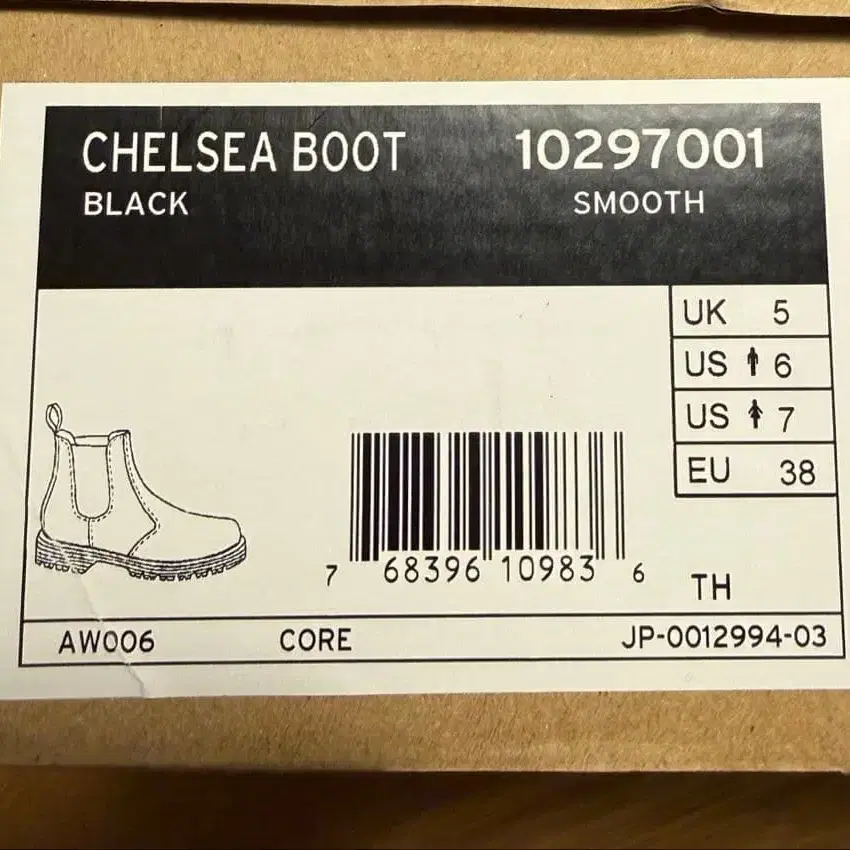 CHELSEA BOOT 10297001
BLACK SMOOTH
UK 5
US 6
US 7
EU 38
7 68396 10983 6
TH
AW006 CORE JP-0012994-03